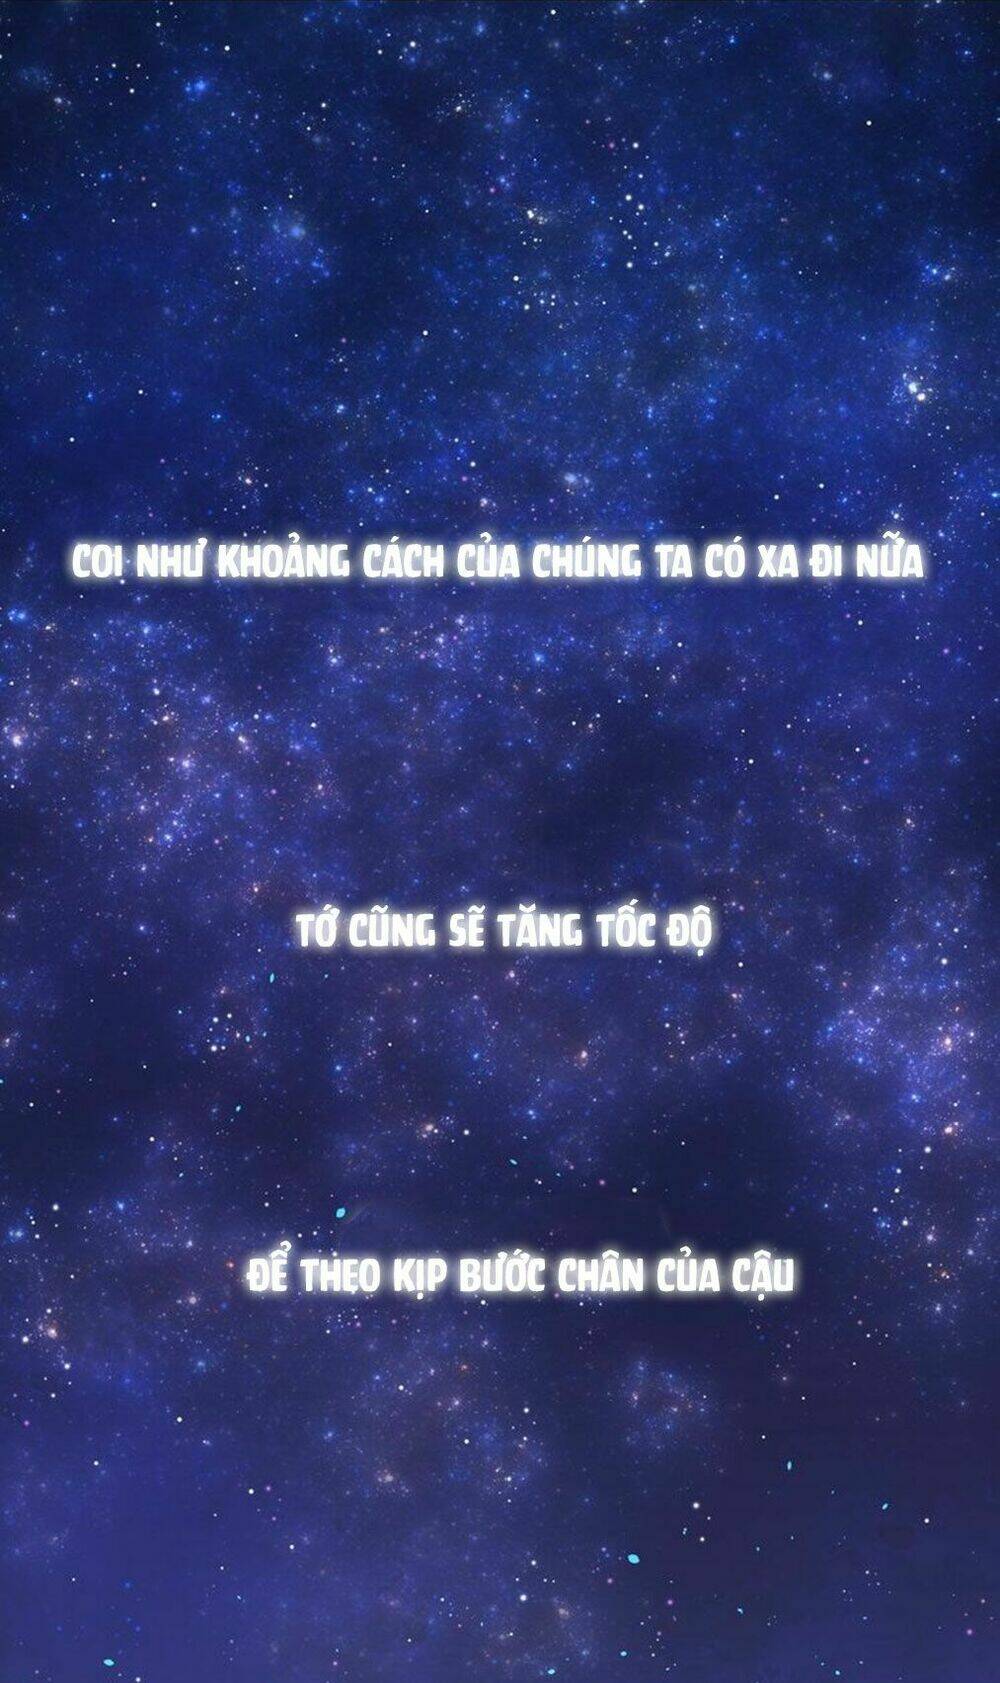 COI NHƯ KHOẢNG CÁCH CỦA CHÚNG TA CÓ XA ĐI NỮA
TỚ CŨNG SẼ TĂNG TỐC ĐỘ
ĐỂ THEO KỊP BƯỚC CHÂN CỦA CẬU